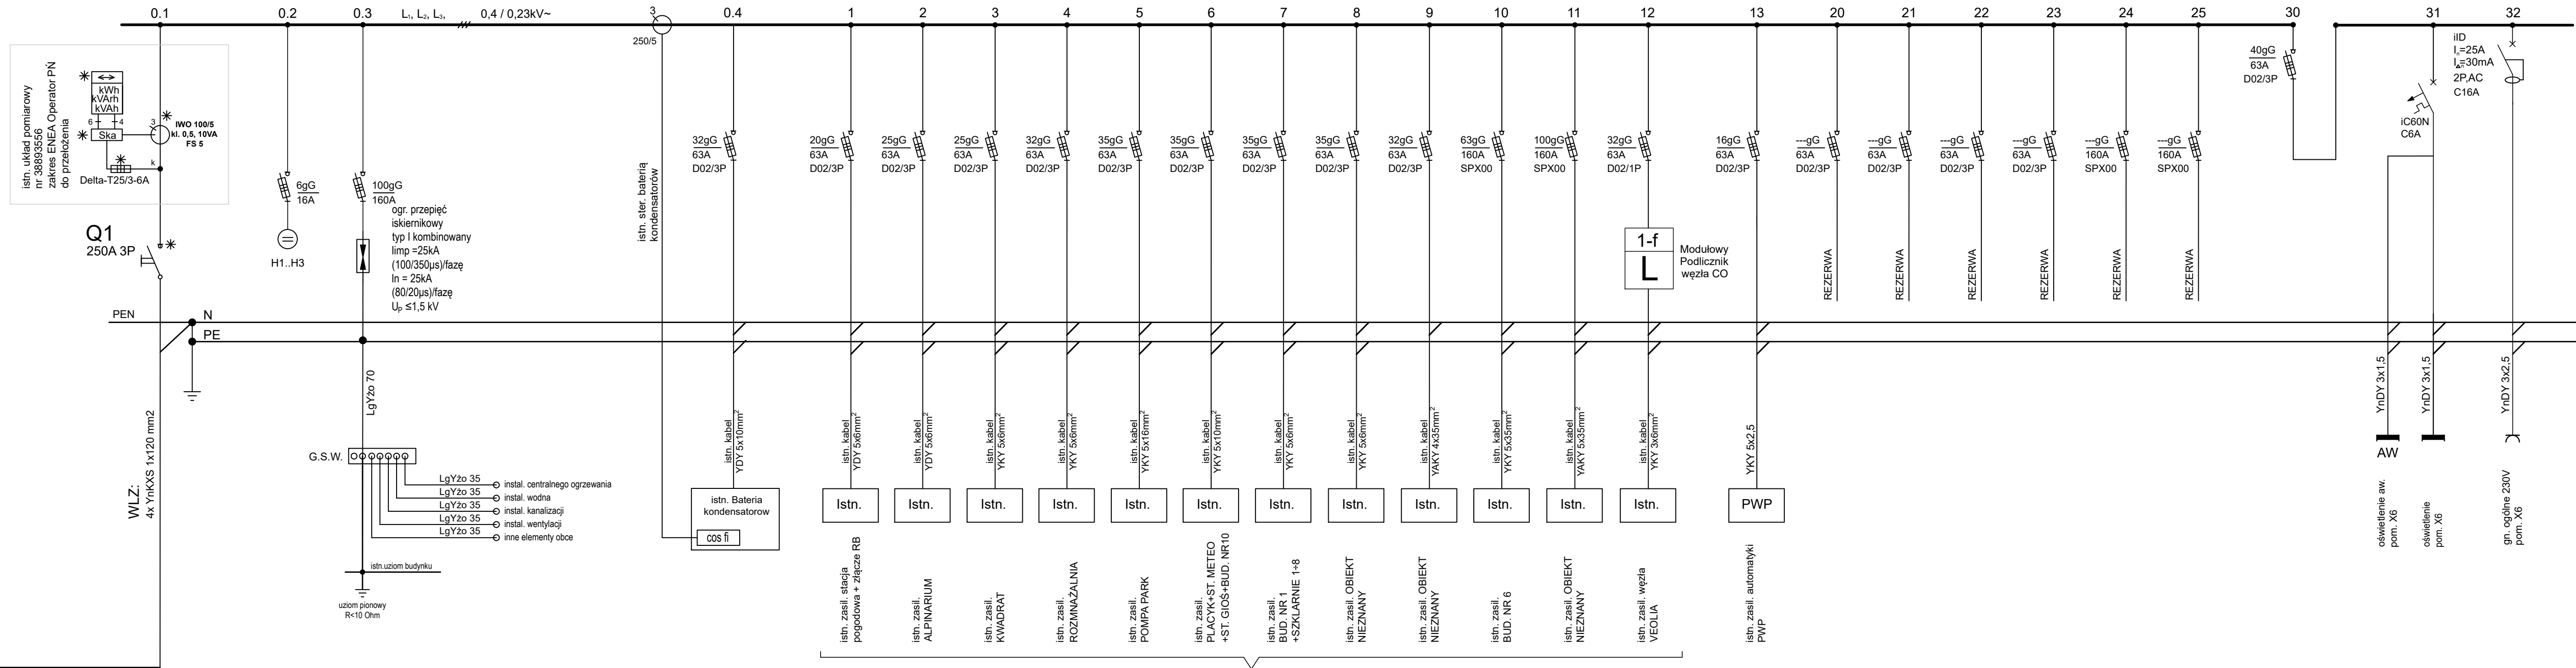 0.1
0.2
0.3
L₁, L₂, L₃,
0,4 / 0,23kV~
3
250/5
0.4
1
2
3
4
5
6
7
8
9
10
11
12
13
20
21
22
23
24
25
30
31
32
istn. układ pomiarowy
nr 38893556
zakres ENEA Operator PŃ
do przełożenia
kWh
kVArh
kVAh
6
4
Ska
3
IWO 100/5
kl. 0,5, 10VA
FS 5
k
Delta-T25/3-6A
Q1
250A 3P
6gG
16A
H1..H3
100gG
160A
ogr. przepięć
iskiernikowy
typ I kombinowany
Iimp =25kA
(100/350µs)/fazę
In = 25kA
(80/20µs)/fazę
UP ≤1,5 kV
istn. ster. baterią
kondensatorów
32gG
63A
D02/3P
20gG
63A
D02/3P
25gG
63A
D02/3P
25gG
63A
D02/3P
32gG
63A
D02/3P
35gG
63A
D02/3P
35gG
63A
D02/3P
35gG
63A
D02/3P
35gG
63A
D02/3P
32gG
63A
D02/3P
63gG
160A
SPX00
100gG
160A
SPX00
32gG
63A
D02/1P
16gG
63A
D02/3P
---gG
63A
D02/3P
---gG
63A
D02/3P
---gG
63A
D02/3P
---gG
63A
D02/3P
---gG
160A
SPX00
---gG
160A
SPX00
40gG
63A
D02/3P
iC60N
C6A
iID
In=25A
I△n=30mA
2P,AC
C16A
1-f
L
Modułowy
Podlicznik
węzła CO
REZERWA
REZERWA
REZERWA
REZERWA
REZERWA
REZERWA
PEN
N
PE
WLZ:
4x YnKXS 1x120 mm2
LgYżo 70
G.S.W.
LgYżo 35
instal. centralnego ogrzewania
LgYżo 35
instal. wodna
LgYżo 35
instal. kanalizacji
LgYżo 35
instal. wentylacji
LgYżo 35
inne elementy obce
istn.uziom budynku
uziom pionowy
R<10 Ohm
istn. kabel
YDY 5x10mm²
istn. kabel
YDY 5x6mm²
istn. kabel
YDY 5x6mm²
istn. kabel
YKY 5x6mm²
istn. kabel
YKY 5x6mm²
istn. kabel
YKY 5x16mm²
istn. kabel
YKY 5x10mm²
istn. kabel
YKY 5x6mm²
istn. kabel
YKY 5x6mm²
istn. kabel
YAKY 4x35mm²
istn. kabel
YKY 5x35mm²
istn. kabel
YAKY 5x35mm²
istn. kabel
YKY 3x6mm²
YKY 5x2,5
YnDY 3x1,5
YnDY 3x1,5
YnDY 3x2,5
istn. Bateria
kondensatorow
cos fi
Istn.
Istn.
Istn.
Istn.
Istn.
Istn.
Istn.
Istn.
Istn.
Istn.
Istn.
Istn.
PWP
AW
istn. zasil. stacja
pogodowa + złącze RB
istn. zasil.
ALPINARIUM
istn. zasil.
KWADRAT
istn. zasil.
ROZMNAŻALNIA
istn. zasil.
POMPA PARK
istn. zasil.
PLACYK+ST. METEO
+ST. GIOŚ+BUD. NR10
istn. zasil.
BUD. NR 1
+SZKLARNIE 1÷8
istn. zasil. OBIEKT
NIEZNANY
istn. zasil. OBIEKT
NIEZNANY
istn. zasil.
BUD. NR 6
istn. zasil. OBIEKT
NIEZNANY
istn. zasil. węzła
VEOLIA
istn. zasil. automatyki
PWP
oświetlenie aw.
pom. X6
oświetlenie
pom. X6
gn. ogólne 230V
pom. X6